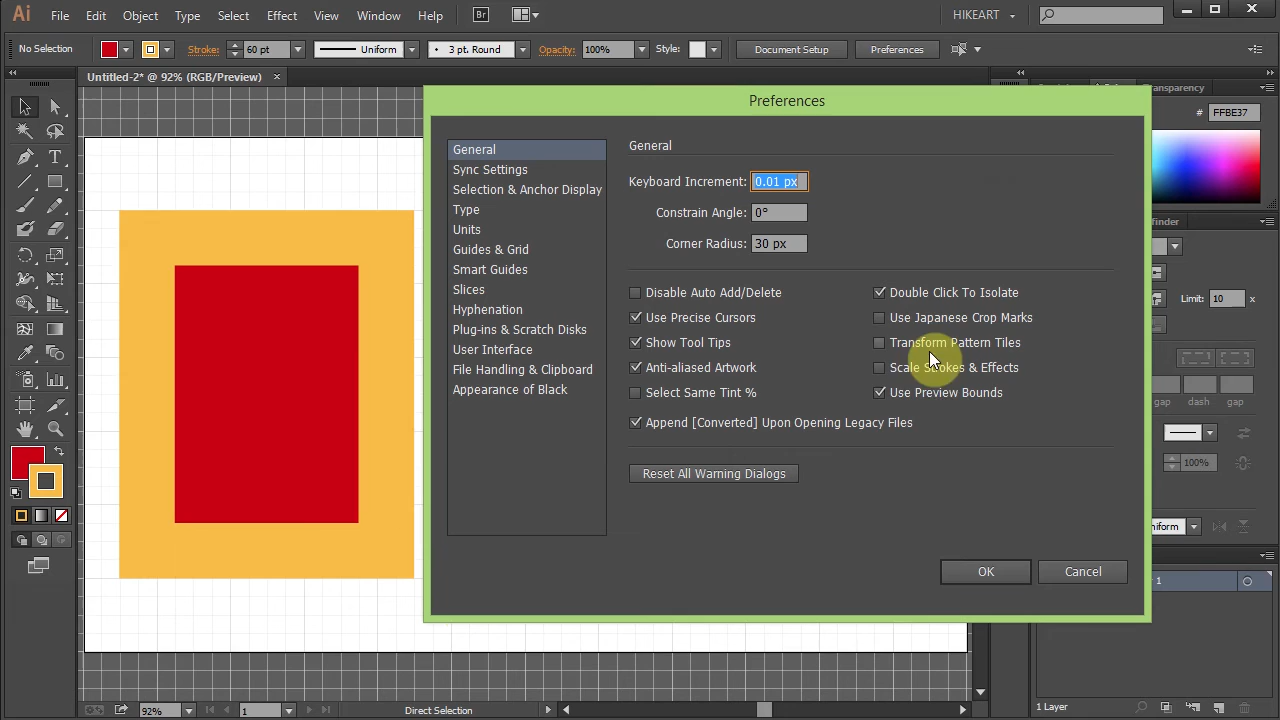 Ai File Edit Object Type Select Effect View Window Help Br HIKEART
No Selection Stroke: 60 pt Uniform 3 pt. Round Opacity: 100% Style: Document Setup Preferences
Untitled-2* @ 92% (RGB/Preview) ×
Transparency
# FFBE37
Preferences
General
Sync Settings
Selection & Anchor Display
Type
Units
Guides & Grid
Smart Guides
Slices
Hyphenation
Plug-ins & Scratch Disks
User Interface
File Handling & Clipboard
Appearance of Black
General
Keyboard Increment: 0.01 px
Constrain Angle: 0°
Corner Radius: 30 px
Disable Auto Add/Delete
Use Precise Cursors
Show Tool Tips
Anti-aliased Artwork
Select Same Tint %
Append [Converted] Upon Opening Legacy Files
Double Click To Isolate
Use Japanese Crop Marks
Transform Pattern Tiles
Scale Strokes & Effects
Use Preview Bounds
Reset All Warning Dialogs
OK Cancel
finder
Limit: 10 x
gap dash gap
100%
niform
1
92% 1 Direct Selection
1 Layer